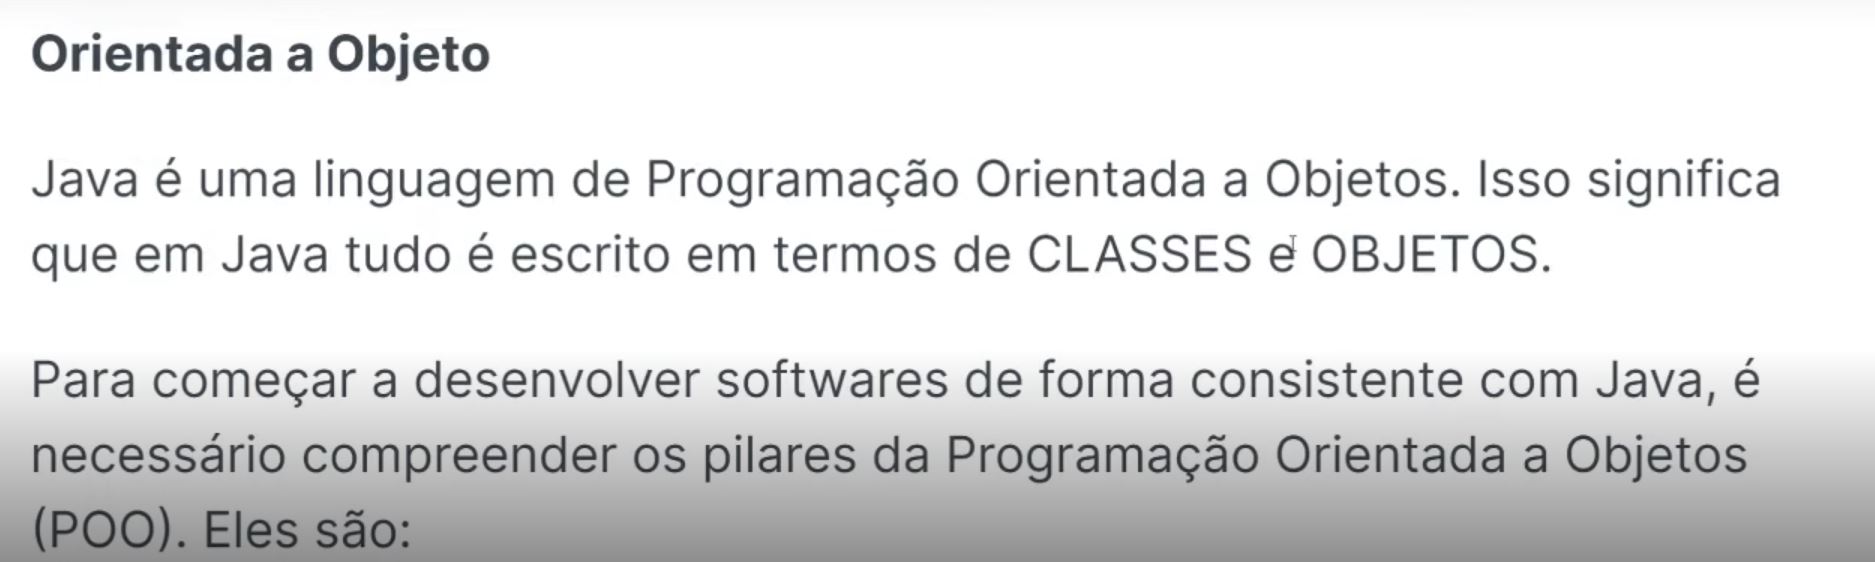 Orientada a Objeto
Java é uma linguagem de Programação Orientada a Objetos. Isso significa
que em Java tudo é escrito em termos de CLASSES e OBJETOS.
Para começar a desenvolver softwares de forma consistente com Java, é
necessário compreender os pilares da Programação Orientada a Objetos
(POO). Eles são: